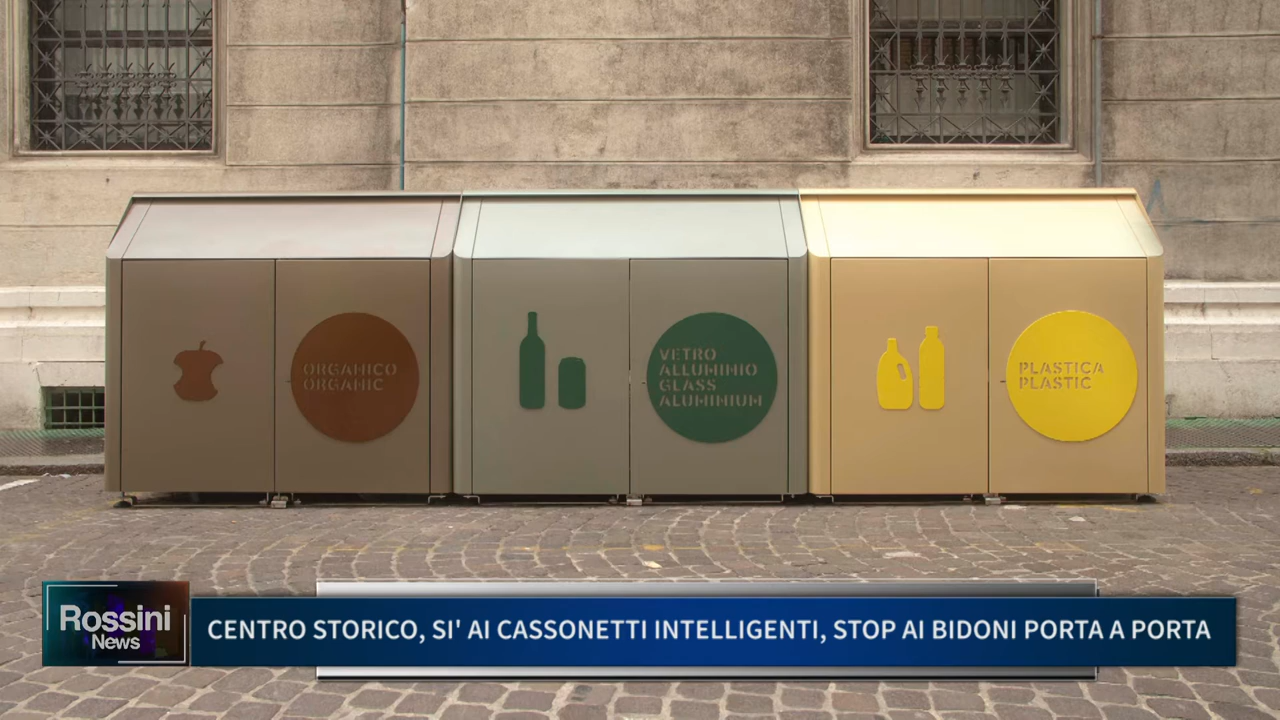 ORGANICO
ORGANIC
VETRO
ALLUMINIO
GLASS
ALUMINIUM
PLASTICA
PLASTIC
Rossini
News
CENTRO STORICO, SI' AI CASSONETTI INTELLIGENTI, STOP AI BIDONI PORTA A PORTA